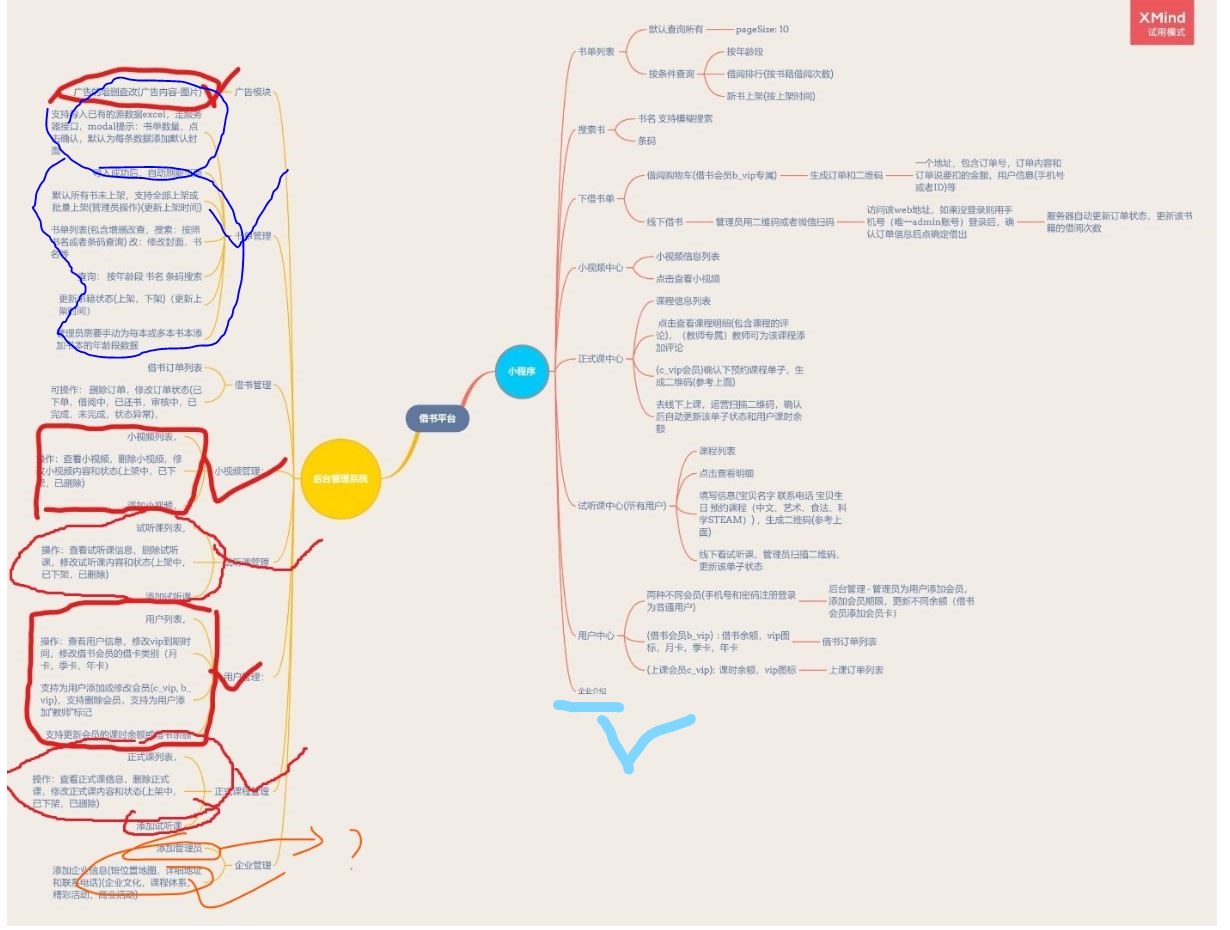 XMind
试用模式
借书平台
小程序
书单列表
默认查询所有
pageSize: 10
按条件查询
按年龄段
借阅排行(按书籍借阅次数)
新书上架(按上架时间)
搜索书
书名 支持模糊搜索
条码
下借书单
借阅购物车(借书会员b_vip专属)
生成订单和二维码
一个地址，包含订单号，订单内容和
订单说要扣的金额，用户信息(手机号
或者ID)等
线下借书
管理员用二维码或者微信扫码
访问该web地址，如果没登录则用手
机号（唯一admin账号）登录后，确
认订单信息后点确定借出
服务器自动更新订单状态，更新该书
籍的借阅次数
小视频中心
小视频信息列表
点击查看小视频
正式课中心
课程信息列表
点击查看课程明细(包含课程的评
论)，（教师专属）教师可为该课程添
加评论
(c_vip会员)确认下预约课程单子，生
成二维码(参考上面)
去线下上课，运营扫描二维码，确认
后自动更新该单子状态和用户课时余
额
试听课中心(所有用户)
课程列表
点击查看明细
填写信息(宝贝名字 联系电话 宝贝生
日 预约课程（中文、艺术、食法、科
学STEAM）)，生成二维码(参考上
面)
线下看试听课，管理员扫描二维码，
更新该单子状态
用户中心
两种不同会员(手机号和密码注册登录
为普通用户)
后台管理 - 管理员为用户添加会员，
添加会员期限，更新不同余额（借书
会员添加会员卡）
(借书会员b_vip)：借书余额，vip图
标，月卡，季卡，年卡
借书订单列表
(上课会员c_vip): 课时余额，vip图标
上课订单列表
企业介绍
后台管理系统
广告模块
广告的增删查改(广告内容-图片)
书单管理
支持导入已有的源数据excel，走服务
器接口，modal提示：书单数量，点
击确认，默认为每条数据添加默认封
面
导入成功后，自动刷新
默认所有书未上架，支持全部上架或
批量上架(管理员操作)(更新上架时间)
书单列表(包含增删改查，搜索：按照
书名或者条码查询) 改：修改封面，书
名等
查询： 按年龄段 书名 条码搜索
更新书籍状态(上架，下架)（更新上
架时间）
管理员需要手动为每本或多本书本添
加书本的年龄段数据
借书管理
借书订单列表
可操作： 删除订单，修改订单状态(已
下单，借阅中，已还书，审核中，已
完成，未完成，状态异常)，
小视频管理：
小视频列表，
操作：查看小视频，删除小视频，修
改小视频内容和状态(上架中，已下
架，已删除)
添加小视频，
试听课管理
试听课列表，
操作：查看试听课信息，删除试听
课，修改试听课内容和状态(上架中，
已下架，已删除)
添加试听课
用户管理：
用户列表，
操作：查看用户信息，修改vip到期时
间，修改借书会员的借卡类别（月
卡，季卡，年卡）
支持为用户添加或修改会员(c_vip, b_
vip)，支持删除会员，支持为用户添
加"教师"标记
支持更新会员的课时余额或借书余额
正式课程管理
正式课列表，
操作：查看正式课信息，删除正式
课，修改正式课内容和状态(上架中，
已下架，已删除)
添加试听课
企业管理
添加管理员
添加企业信息(馆位置地图，详细地址
和联系电话)(企业文化，课程体系，
精彩活动，商业活动)
?